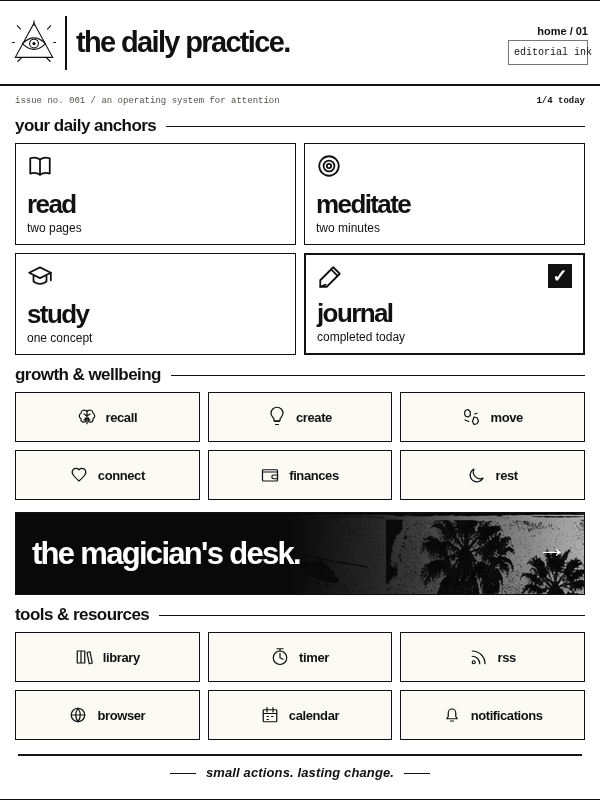 the daily practice.
home / 01
editorial ink
issue no. 001 / an operating system for attention
1/4 today
your daily anchors
read
two pages
meditate
two minutes
study
one concept
journal
completed today
growth & wellbeing
recall
create
move
connect
finances
rest
the magician's desk.
tools & resources
library
timer
rss
browser
calendar
notifications
small actions. lasting change.